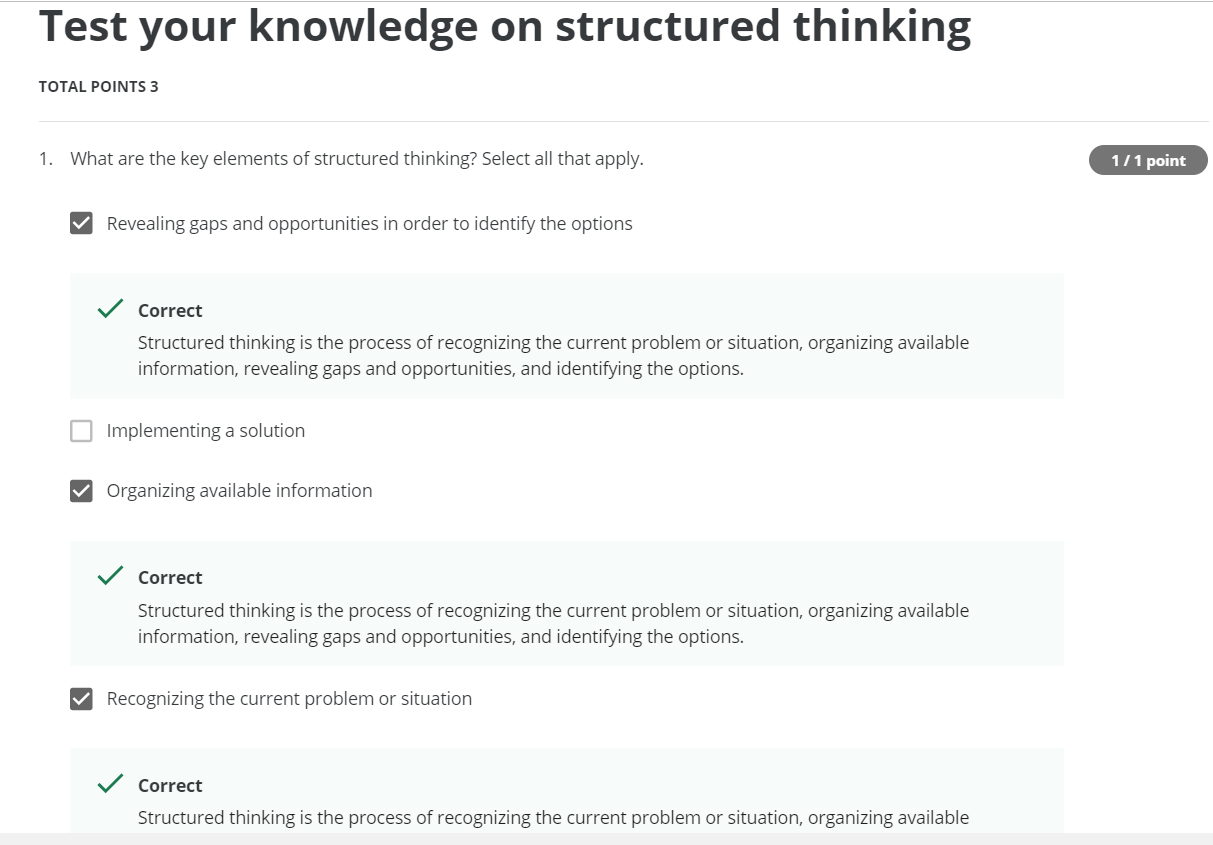 Test your knowledge on structured thinking
TOTAL POINTS 3
1. What are the key elements of structured thinking? Select all that apply.
1 / 1 point
Revealing gaps and opportunities in order to identify the options
Correct
Structured thinking is the process of recognizing the current problem or situation, organizing available
information, revealing gaps and opportunities, and identifying the options.
Implementing a solution
Organizing available information
Correct
Structured thinking is the process of recognizing the current problem or situation, organizing available
information, revealing gaps and opportunities, and identifying the options.
Recognizing the current problem or situation
Correct
Structured thinking is the process of recognizing the current problem or situation, organizing available